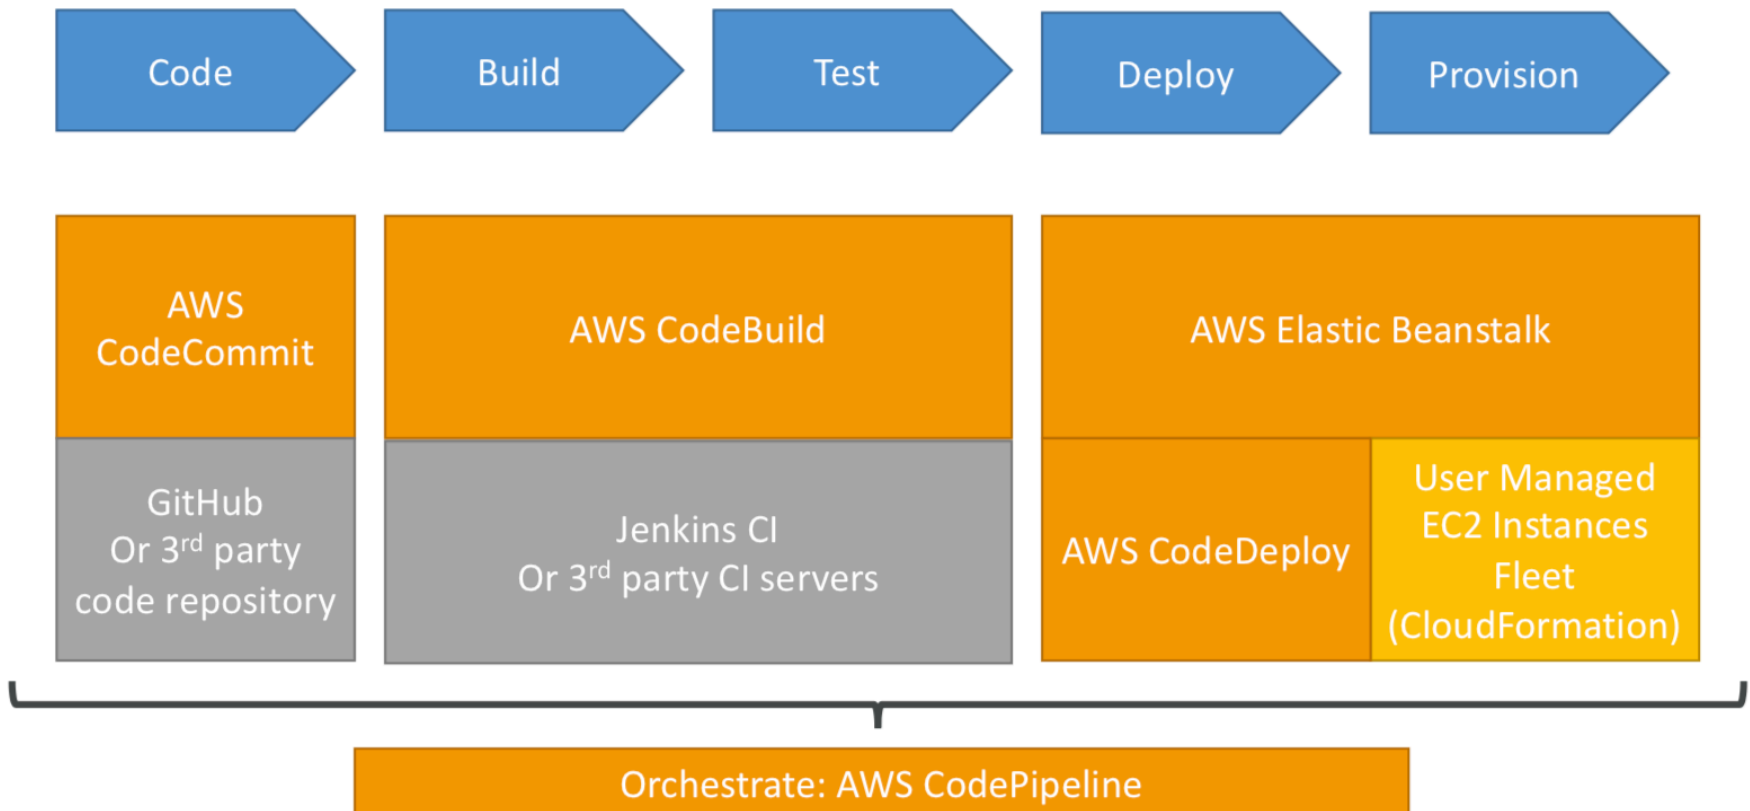 Code
Build
Test
Deploy
Provision
AWS
CodeCommit
AWS CodeBuild
AWS Elastic Beanstalk
GitHub
Or 3rd party
code repository
Jenkins CI
Or 3rd party CI servers
AWS CodeDeploy
User Managed
EC2 Instances
Fleet
(CloudFormation)
Orchestrate: AWS CodePipeline